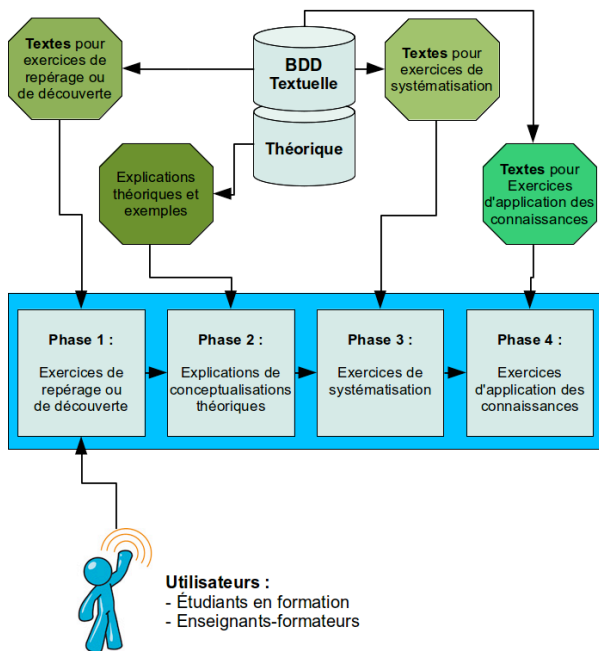 Textes pour
exercices de
repérage ou
de découverte
BDD
Textuelle
Théorique
Textes pour
exercices de
systématisation
Explications
théoriques et
exemples
Textes pour
Exercices
d'application des
connaissances
Phase 1 :
Exercices de
repérage ou
de découverte
Phase 2 :
Explications de
conceptualisations
théoriques
Phase 3 :
Exercices de
systématisation
Phase 4 :
Exercices
d'application des
connaissances
Utilisateurs :
- Étudiants en formation
- Enseignants-formateurs